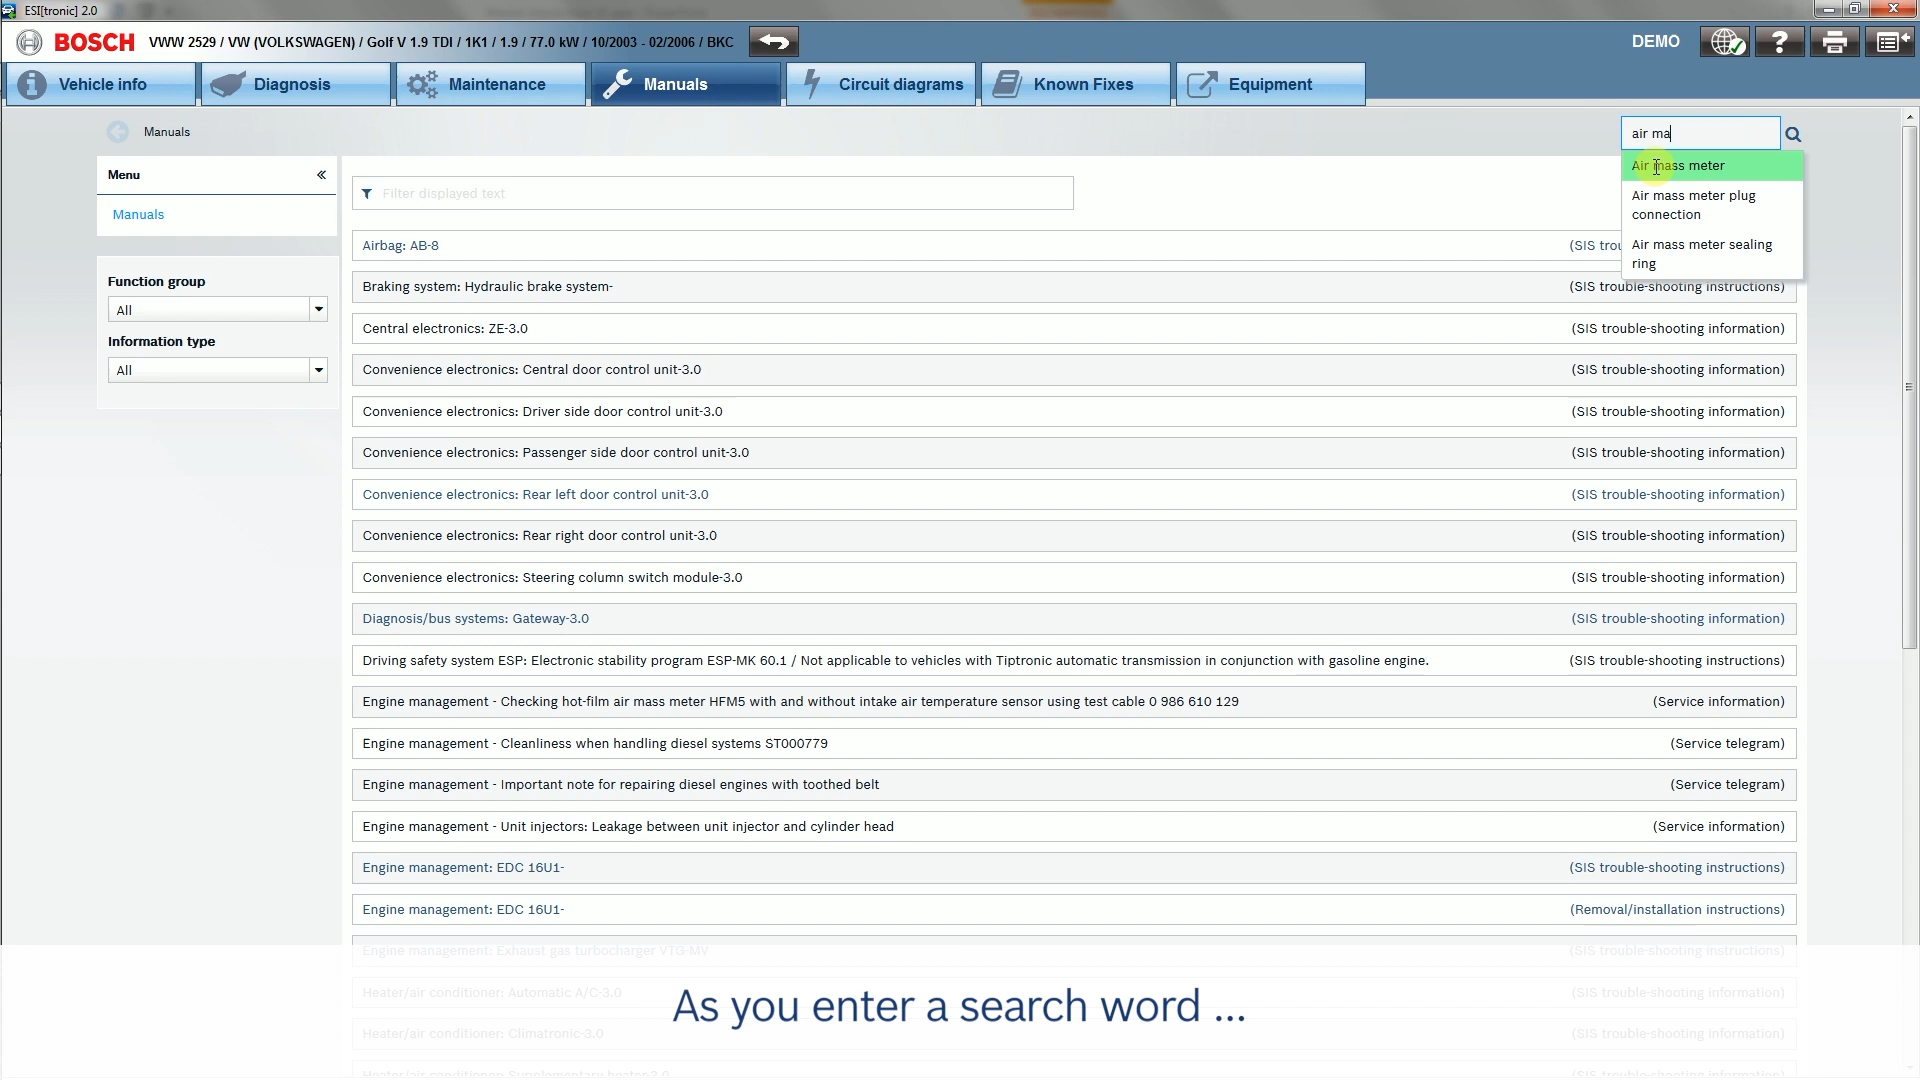 ESI[tronic] 2.0
BOSCH VWW 2529 / VW (VOLKSWAGEN) / Golf V 1.9 TDI / 1K1 / 1.9 / 77.0 kW / 10/2003 - 02/2006 / BKC
DEMO
Vehicle info Diagnosis Maintenance Manuals Circuit diagrams Known Fixes Equipment
Manuals
air ma
Air mass meter
Air mass meter plug
connection
Air mass meter sealing
ring
Menu «
Manuals
Function group
All
Information type
All
Filter displayed text
Airbag: AB-8 (SIS trou
Braking system: Hydraulic brake system- (SIS trouble-shooting instructions)
Central electronics: ZE-3.0 (SIS trouble-shooting information)
Convenience electronics: Central door control unit-3.0 (SIS trouble-shooting information)
Convenience electronics: Driver side door control unit-3.0 (SIS trouble-shooting information)
Convenience electronics: Passenger side door control unit-3.0 (SIS trouble-shooting information)
Convenience electronics: Rear left door control unit-3.0 (SIS trouble-shooting information)
Convenience electronics: Rear right door control unit-3.0 (SIS trouble-shooting information)
Convenience electronics: Steering column switch module-3.0 (SIS trouble-shooting information)
Diagnosis/bus systems: Gateway-3.0 (SIS trouble-shooting information)
Driving safety system ESP: Electronic stability program ESP-MK 60.1 / Not applicable to vehicles with Tiptronic automatic transmission in conjunction with gasoline engine. (SIS trouble-shooting instructions)
Engine management - Checking hot-film air mass meter HFM5 with and without intake air temperature sensor using test cable 0 986 610 129 (Service information)
Engine management - Cleanliness when handling diesel systems ST000779 (Service telegram)
Engine management - Important note for repairing diesel engines with toothed belt (Service telegram)
Engine management - Unit injectors: Leakage between unit injector and cylinder head (Service information)
Engine management: EDC 16U1- (SIS trouble-shooting instructions)
Engine management: EDC 16U1- (Removal/installation instructions)
Engine management: Exhaust gas turbocharger VTG-MV (SIS trouble-shooting instructions)
Heater/air conditioner: Automatic A/C-3.0 (SIS trouble-shooting information)
Heater/air conditioner: Climatronic-3.0 (SIS trouble-shooting information)
Heater/air conditioner: Supplementary heater-3.0 (SIS trouble-shooting information)
As you enter a search word ...